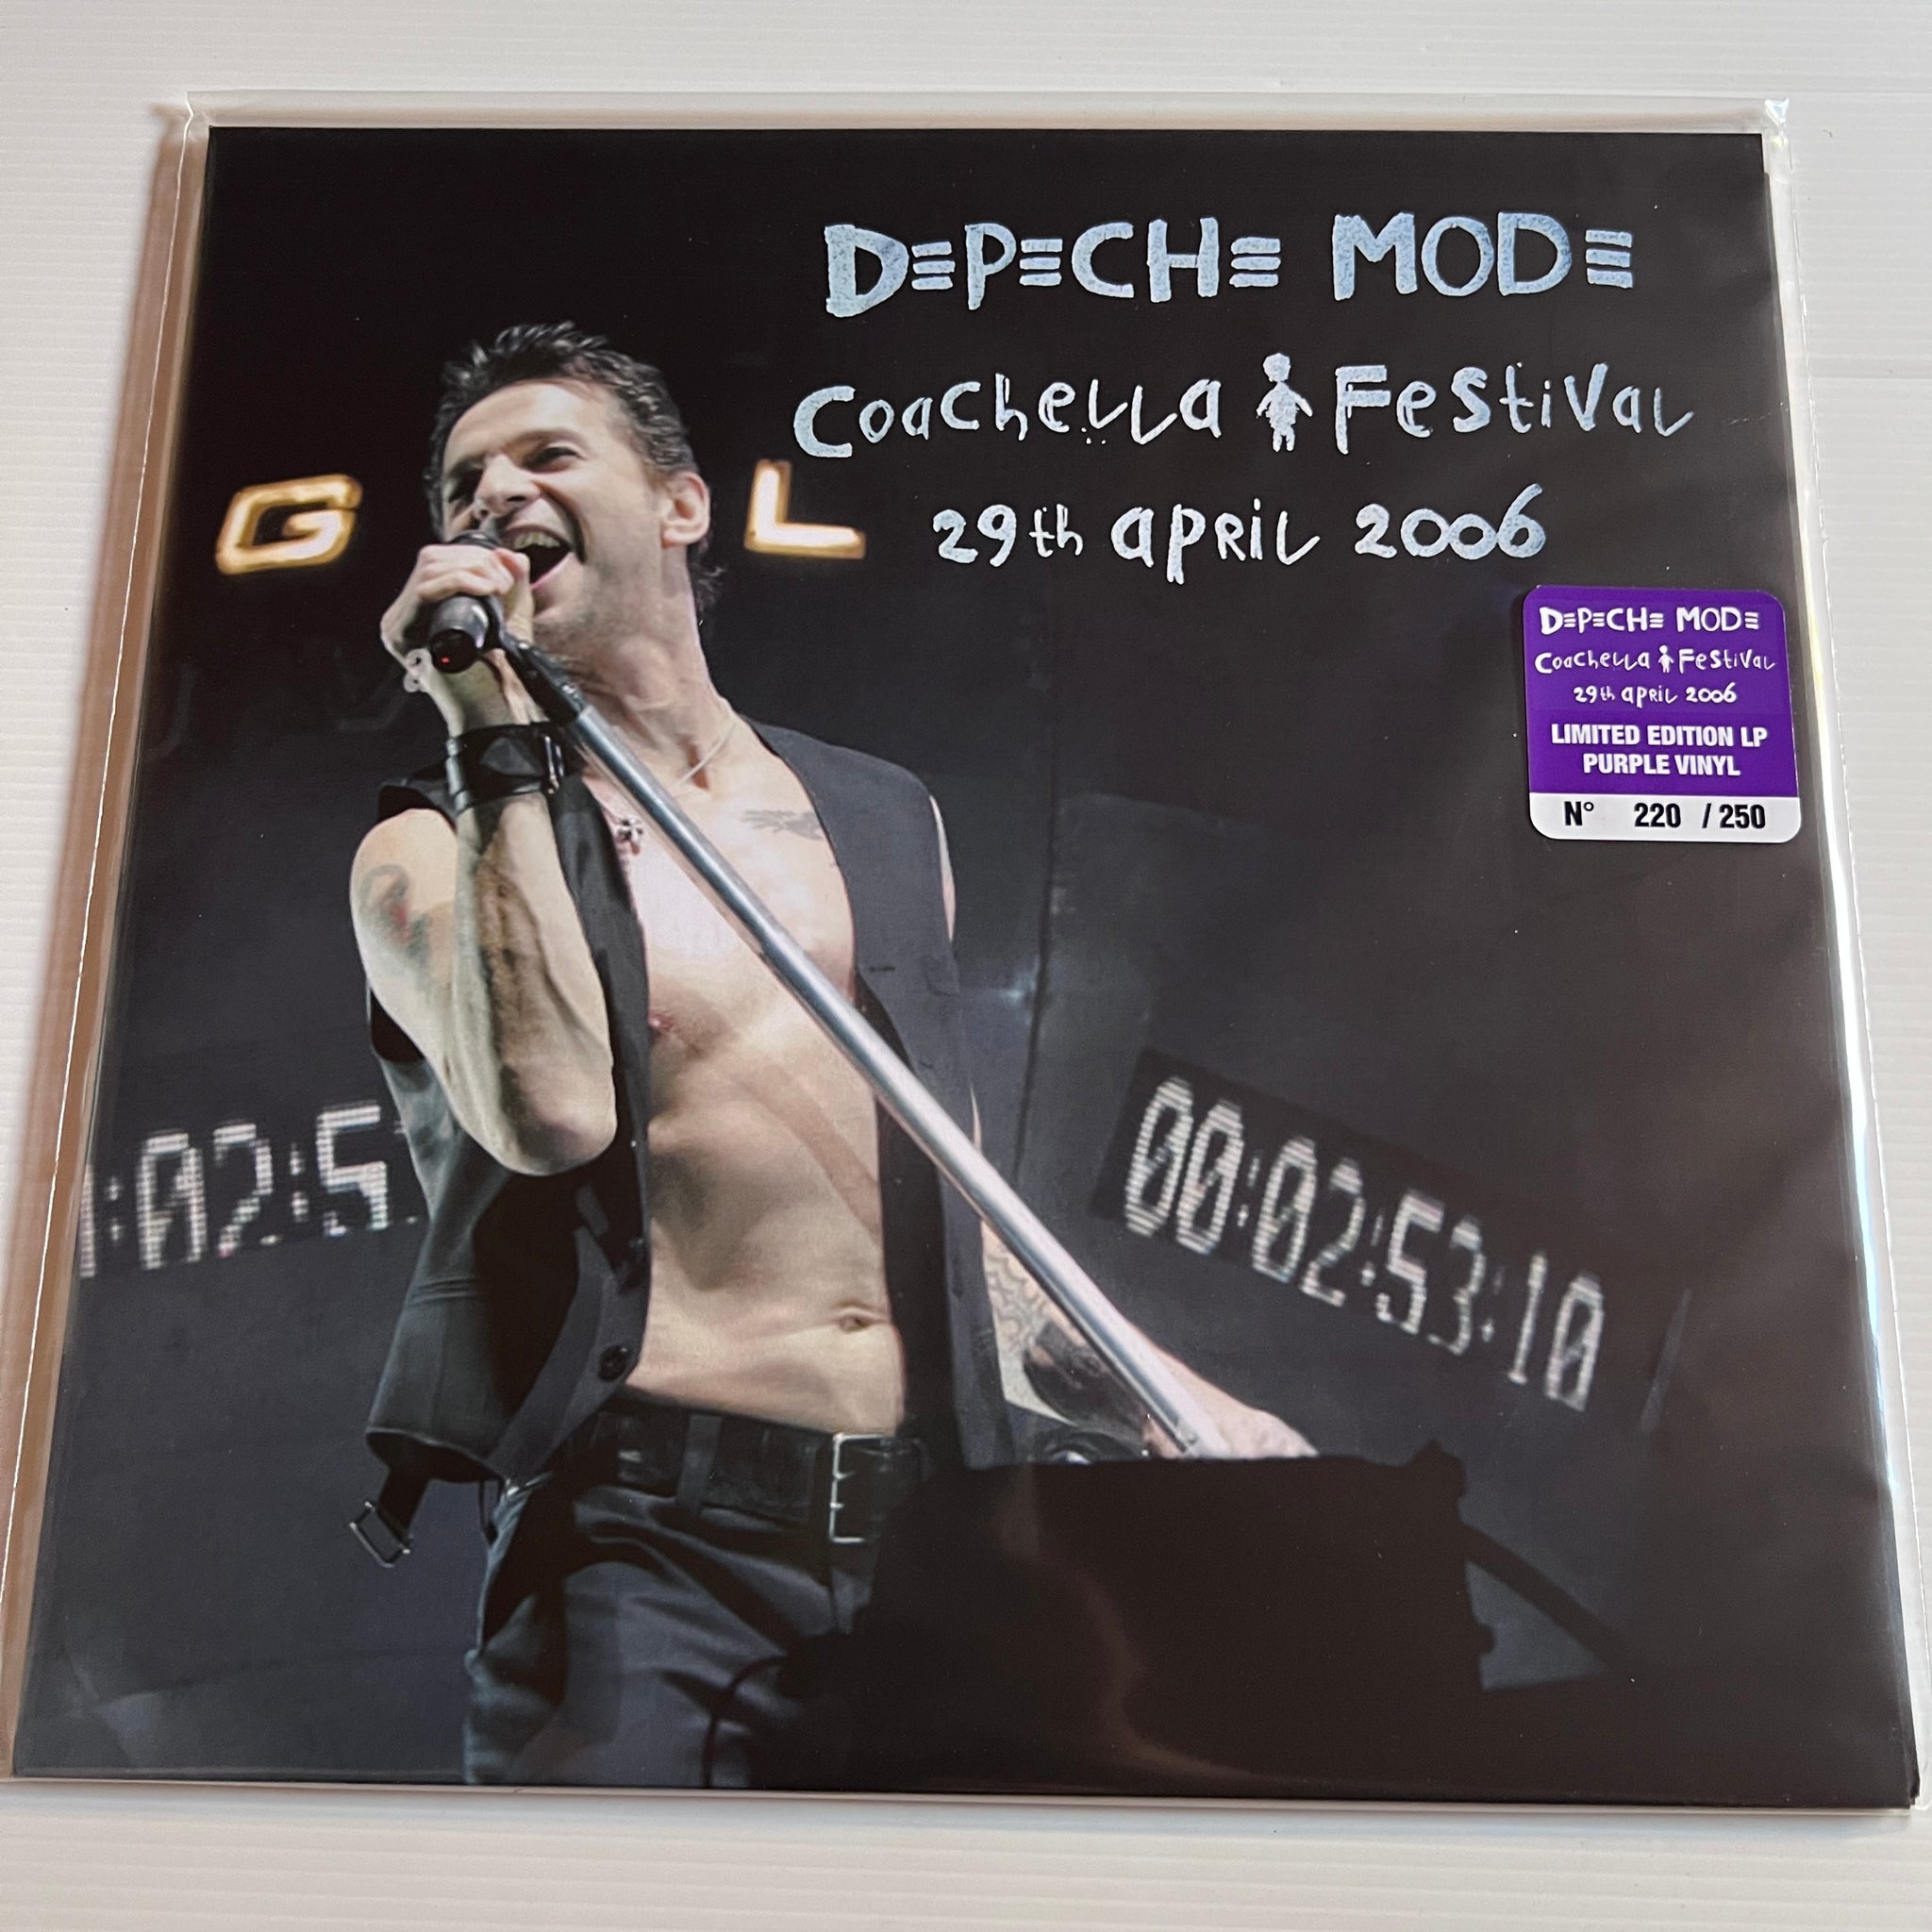 DEPECHE MODE
Coachella Festival
29th april 2006
G L
DEPECHE MODE
Coachella Festival
29th april 2006
LIMITED EDITION LP
PURPLE VINYL
N° 220 / 250
:02:5
00:02:53:10